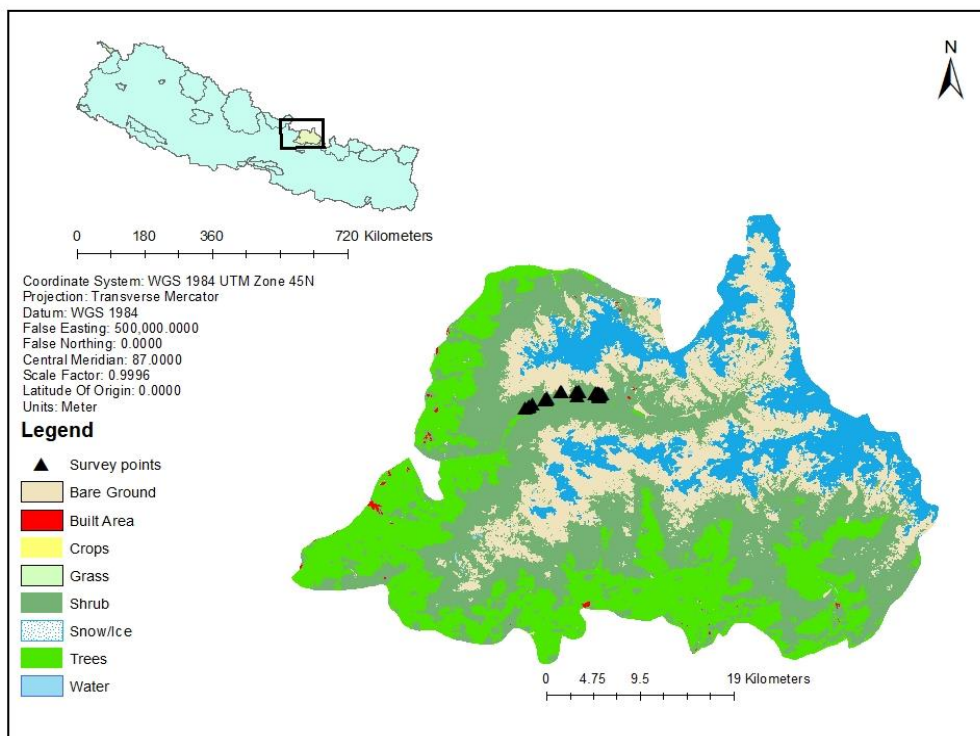 N
0 180 360 720 Kilometers
Coordinate System: WGS 1984 UTM Zone 45N
Projection: Transverse Mercator
Datum: WGS 1984
False Easting: 500,000.0000
False Northing: 0.0000
Central Meridian: 87.0000
Scale Factor: 0.9996
Latitude Of Origin: 0.0000
Units: Meter
Legend
Survey points
Bare Ground
Built Area
Crops
Grass
Shrub
Snow/Ice
Trees
Water
0 4.75 9.5 19 Kilometers